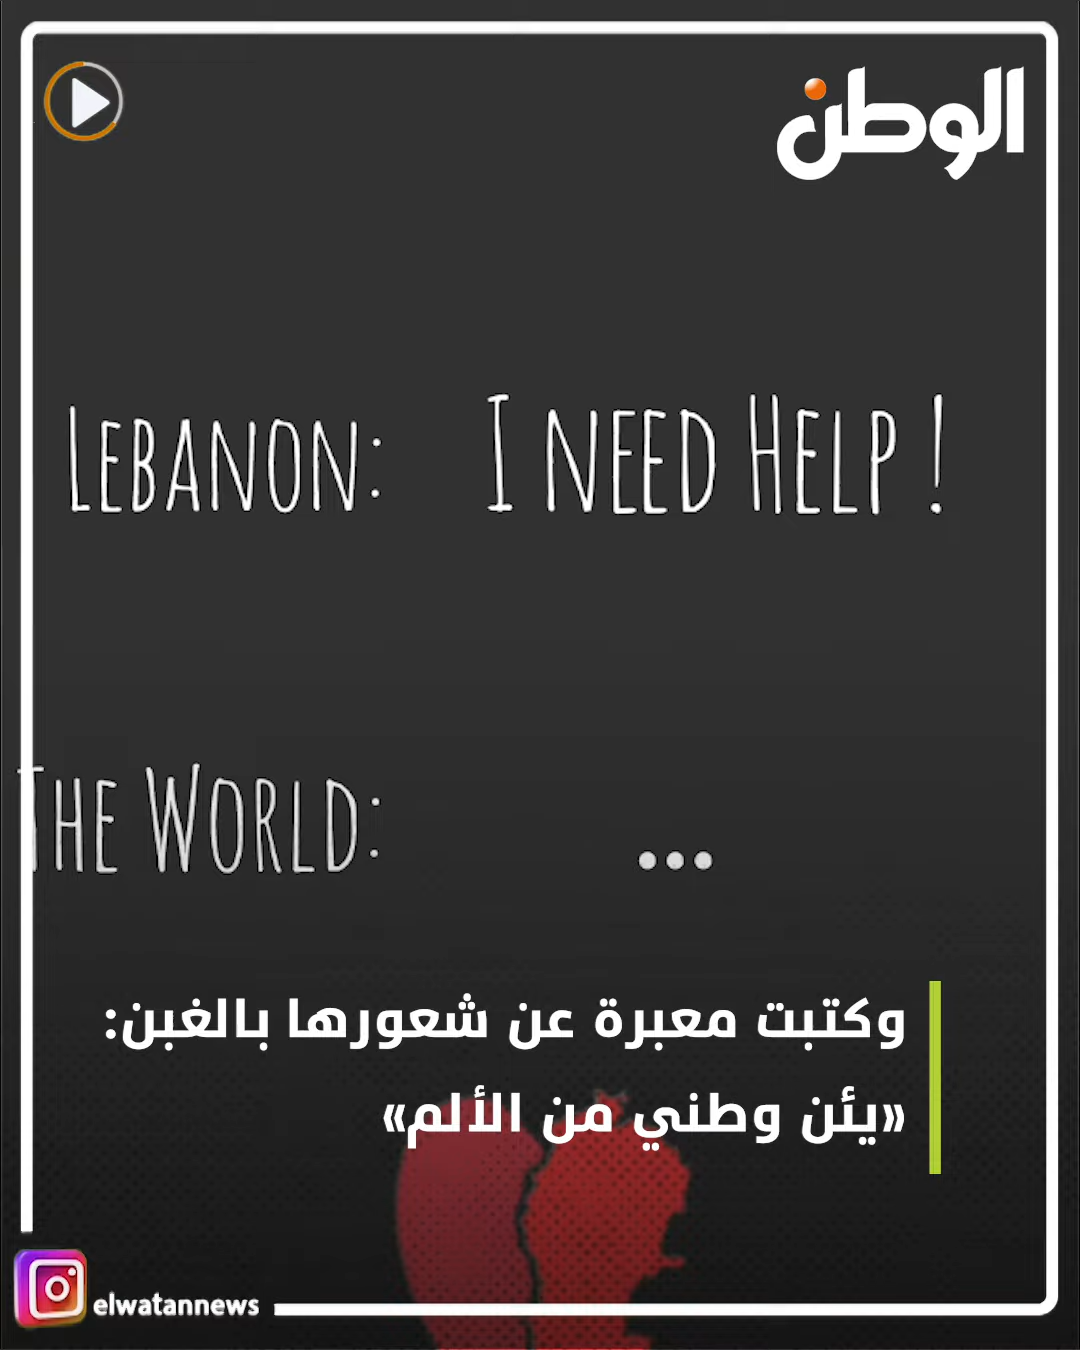 الوطن
Lebanon: I need Help !
The World: ...
وكتبت معبرة عن شعورها بالغبن:
«يئن وطني من الألم»
elwatannews